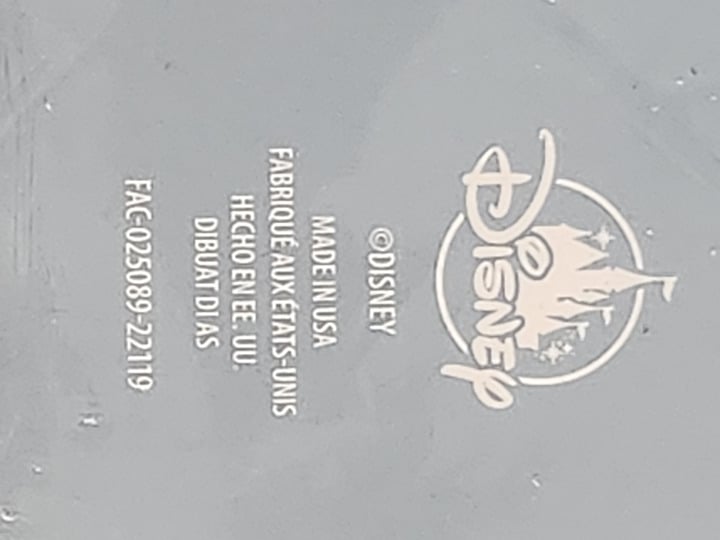 Disney
©DISNEY
MADE IN USA
FABRIQUÉ AUX ÉTATS-UNIS
HECHO EN EE. UU.
DIBUAT DI AS
FAC-025089-22119